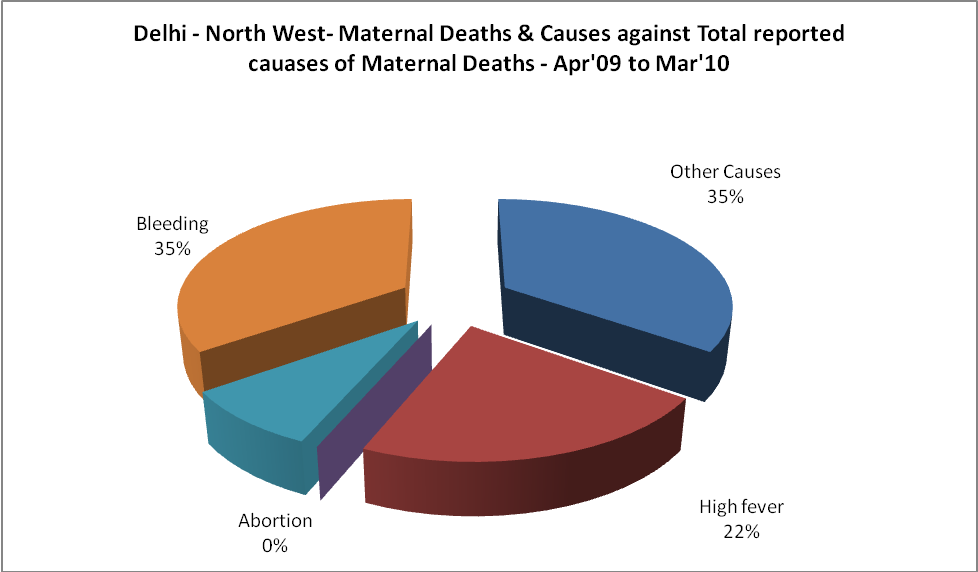 Delhi - North West- Maternal Deaths & Causes against Total reported
cauases of Maternal Deaths - Apr'09 to Mar'10
Other Causes
35%
Bleeding
35%
High fever
22%
Abortion
0%